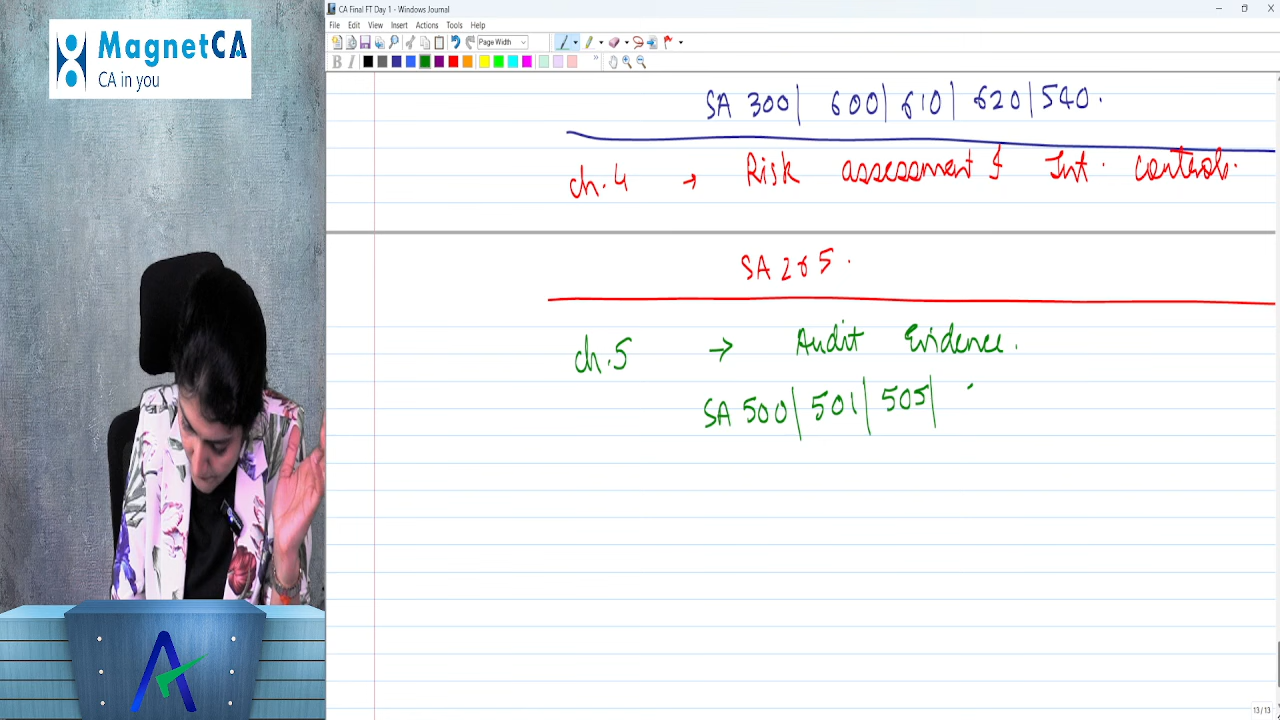 MagnetCA
CA in you
CA Final FT Day 1 - Windows Journal
File Edit View Insert Actions Tools Help
Page Width
B I
SA 300 | 600 | 610 | 620 | 540.
ch. 4 → Risk assessment & Int. controls.
SA 265.
ch. 5 → Audit Evidence.
SA 500 | 501 | 505 |
13 / 13